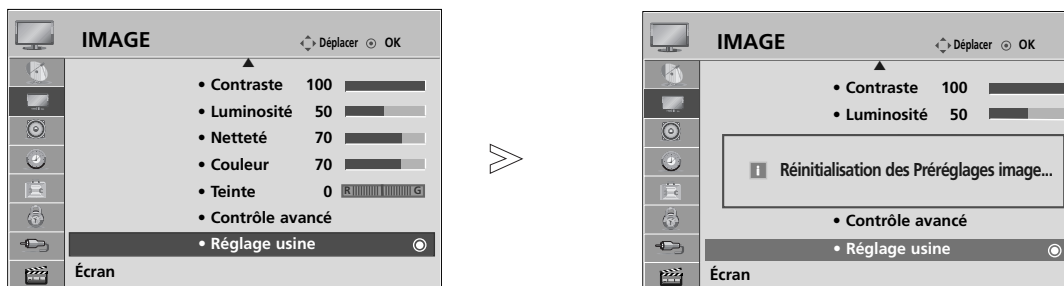 IMAGE
Déplacer OK
• Contraste 100
• Luminosité 50
• Netteté 70
• Couleur 70
• Teinte 0 R G
• Contrôle avancé
• Réglage usine
Écran
IMAGE
Déplacer OK
• Contraste 100
• Luminosité 50
i Réinitialisation des Préréglages image...
• Contrôle avancé
• Réglage usine
Écran